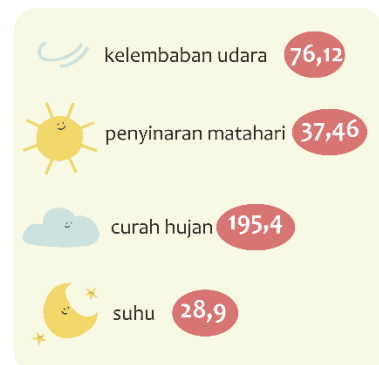 kelembaban udara 76,12
penyinaran matahari 37,46
curah hujan 195,4
suhu 28,9